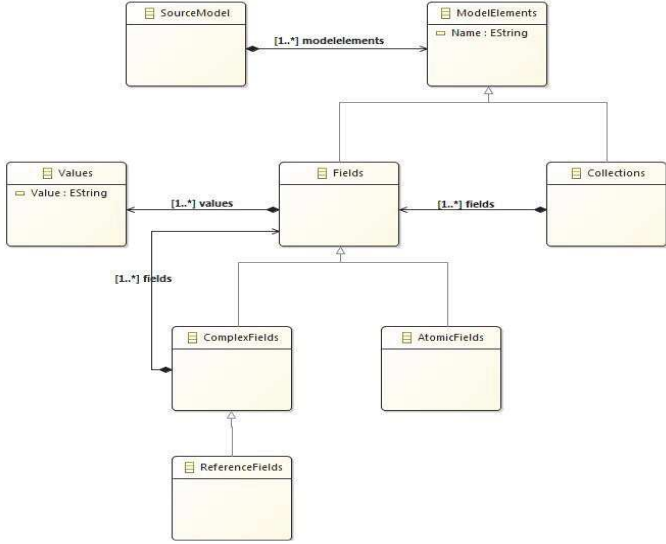 SourceModel
ModelElements
Name : EString
[1..*] modelelements
Values
Value : EString
Fields
Collections
[1..*] values
[1..*] fields
[1..*] fields
ComplexFields
AtomicFields
ReferenceFields